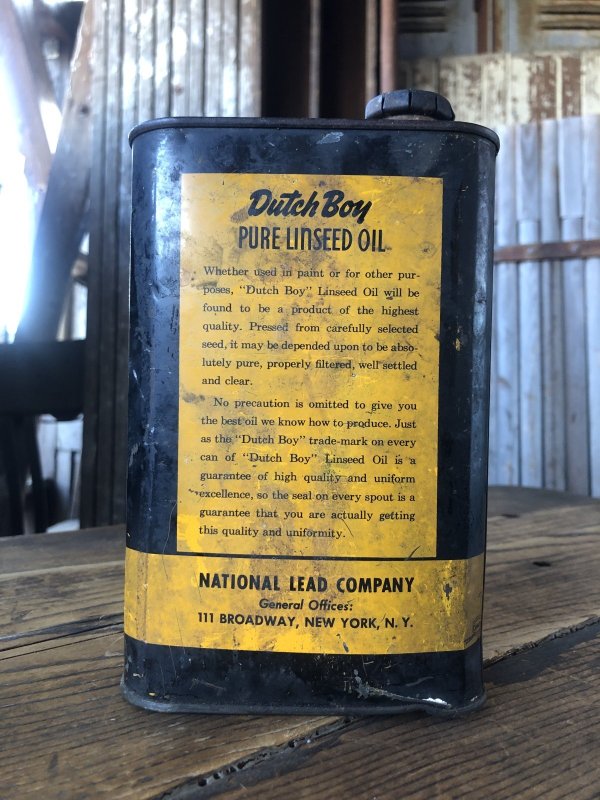 Dutch Boy
PURE LINSEED OIL
Whether used in paint or for other pur-
poses, "Dutch Boy" Linseed Oil will be
found to be a product of the highest
quality. Pressed from carefully selected
seed, it may be depended upon to be abso-
lutely pure, properly filtered, well settled
and clear.
No precaution is omitted to give you
the best oil we know how to produce. Just
as the "Dutch Boy" trade-mark on every
can of "Dutch Boy" Linseed Oil is a
guarantee of high quality and uniform
excellence, so the seal on every spout is a
guarantee that you are actually getting
this quality and uniformity.
NATIONAL LEAD COMPANY
General Offices:
111 BROADWAY, NEW YORK, N. Y.